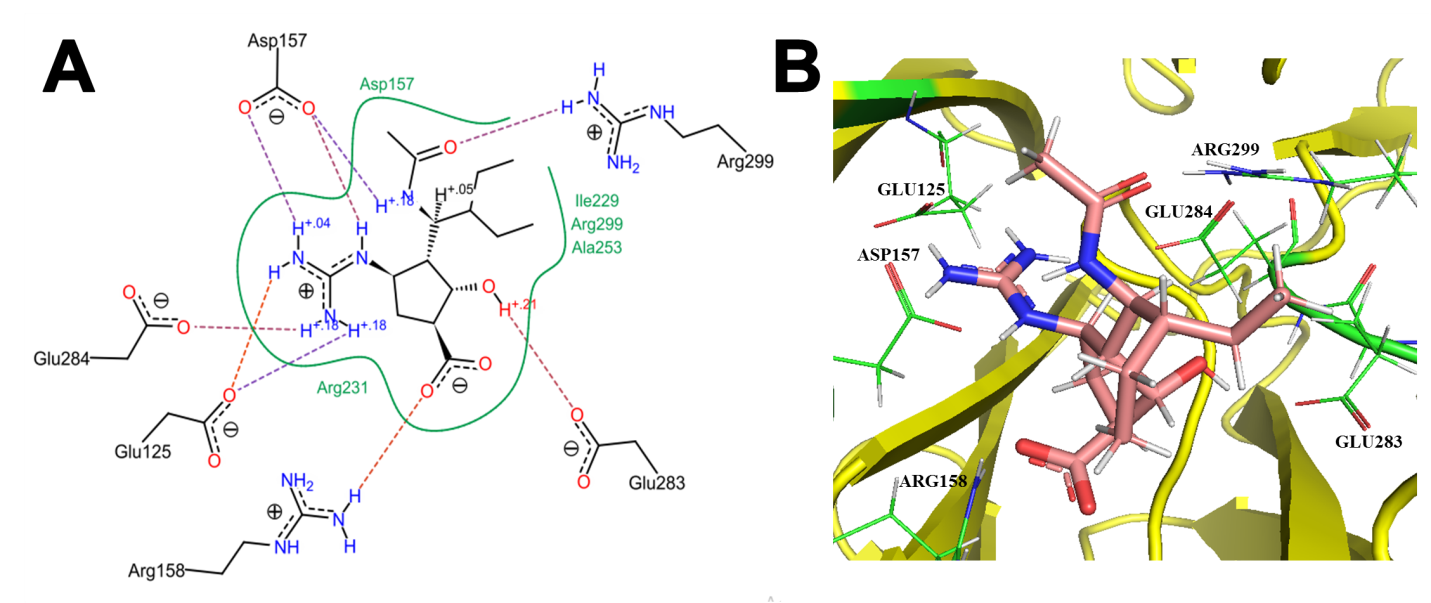 A
Asp157
O
O
⊖
Asp157
H
H
N
⊕
NH
NH2
Arg299
O
N
H+.18
H+.05
Ile229
Arg299
Ala253
H+.04
H
N
H
N
⊕
N
H+.18
H+.18
O
H+.21
O
O
⊖
O
⊖
O
Glu284
Arg231
O
⊖
O
Glu125
O
⊖
O
Glu283
NH2
⊕
H
N
H
NH
Arg158
B
GLU125
ARG299
GLU284
ASP157
GLU283
ARG158